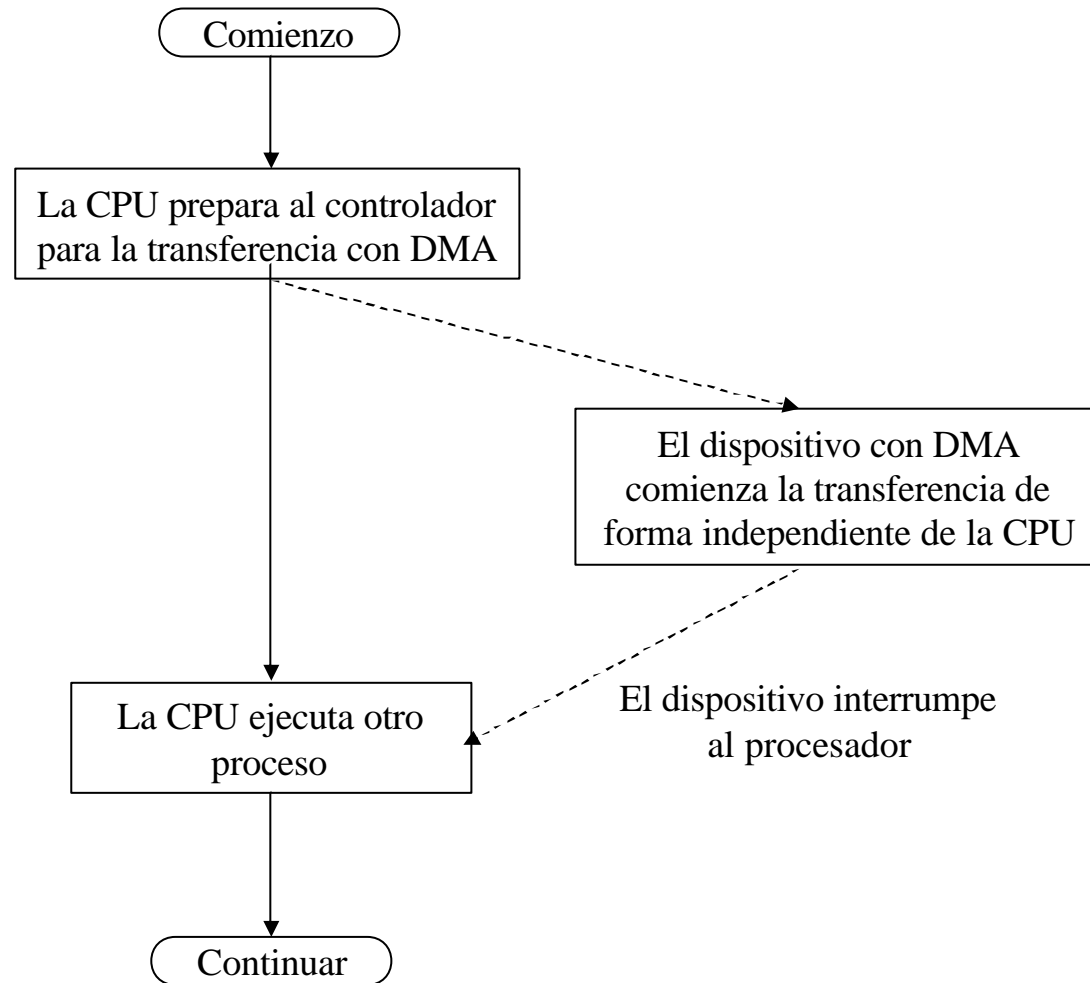 Comienzo
La CPU prepara al controlador
para la transferencia con DMA
El dispositivo con DMA
comienza la transferencia de
forma independiente de la CPU
El dispositivo interrumpe
al procesador
La CPU ejecuta otro
proceso
Continuar